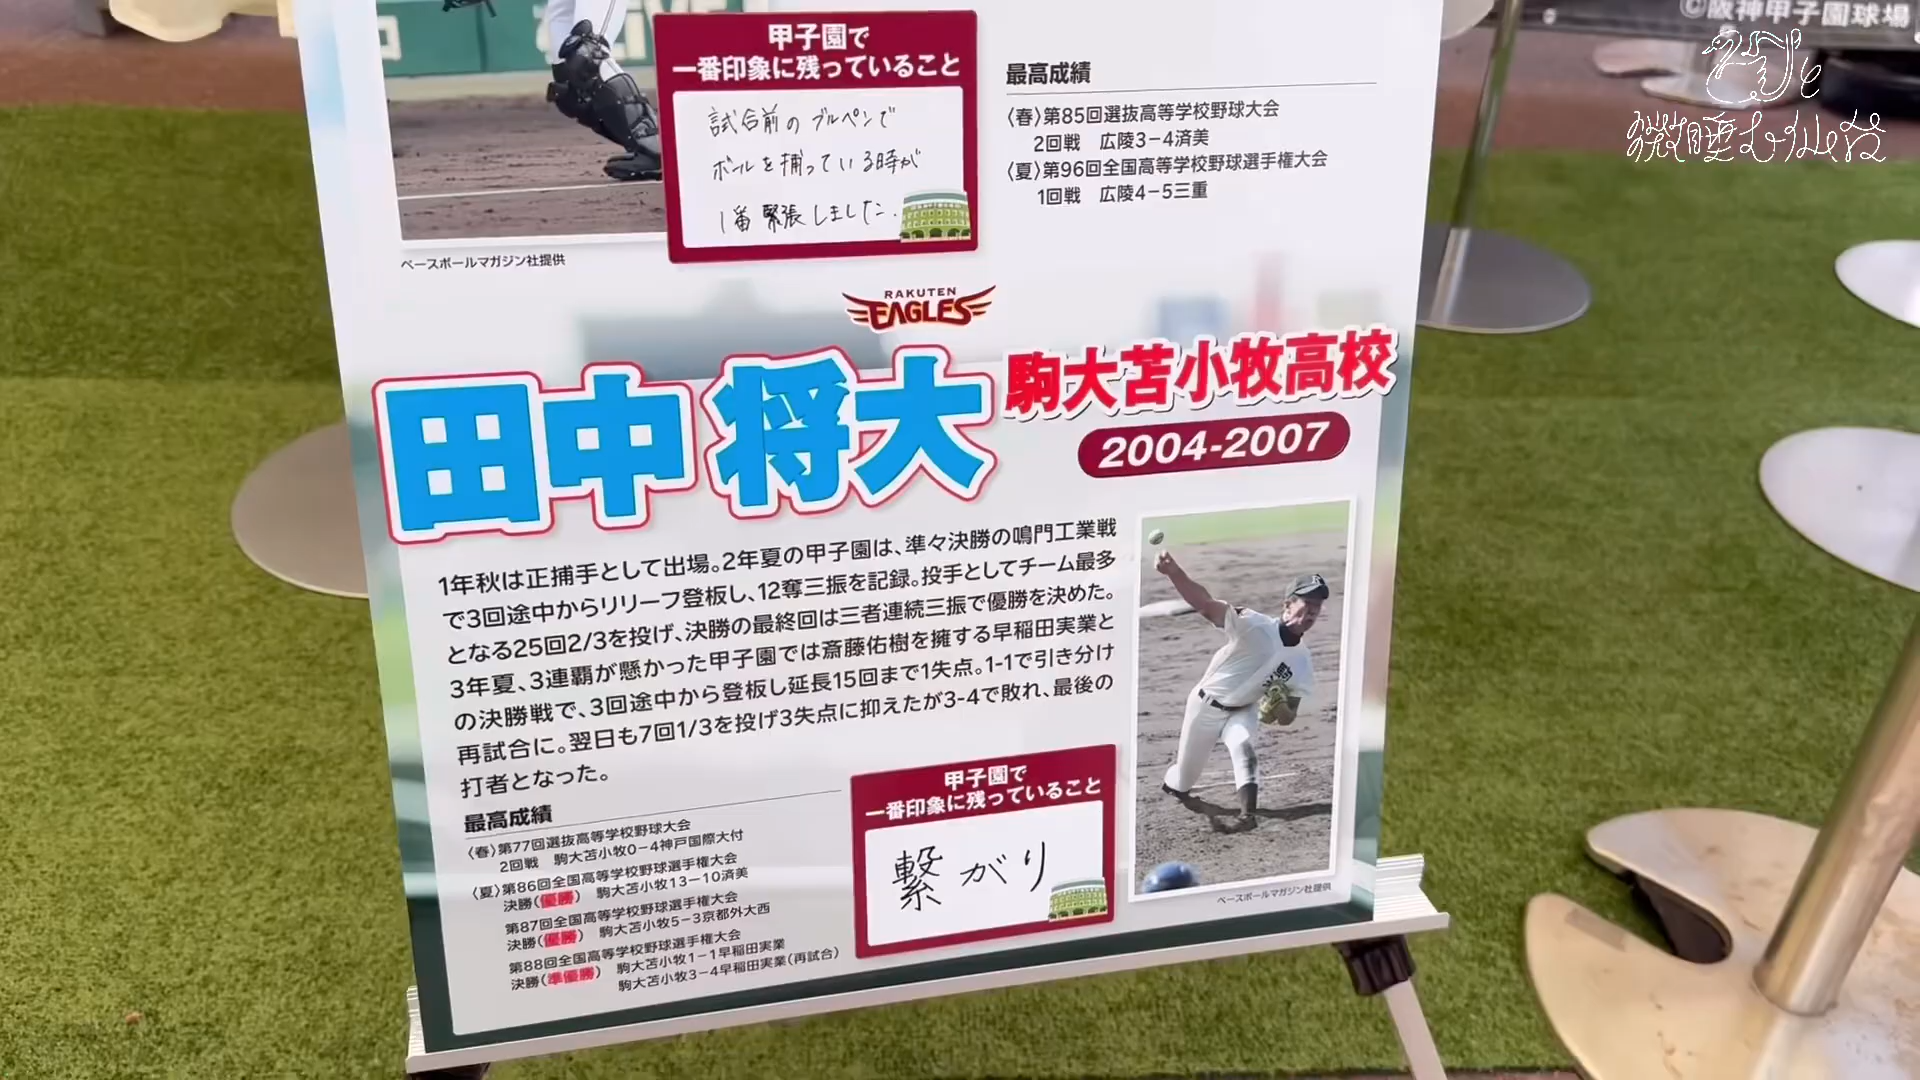 ©阪神甲子園球場
甲子園で
一番印象に残っていること
試合前のブルペンで
ボールを捕っている時が
1番緊張しました.
ベースボールマガジン社提供
最高成績
〈春〉第85回選抜高等学校野球大会
2回戦 広陵3−4済美
〈夏〉第96回全国高等学校野球選手権大会
1回戦 広陵4−5三重
RAKUTEN
EAGLES
田中 将大
駒大苫小牧高校
2004-2007
1年秋は正捕手として出場。2年夏の甲子園は、準々決勝の鳴門工業戦
で3回途中からリリーフ登板し、12奪三振を記録。投手としてチーム最多
となる25回2/3を投げ、決勝の最終回は三者連続三振で優勝を決めた。
3年夏、3連覇が懸かった甲子園では斎藤佑樹を擁する早稲田実業と
の決勝戦で、3回途中から登板し延長15回まで1失点。1-1で引き分け
再試合に。翌日も7回1/3を投げ3失点に抑えたが3-4で敗れ、最後の
打者となった。
最高成績
〈春〉第77回選抜高等学校野球大会
2回戦 駒大苫小牧0−4神戸国際大付
〈夏〉第86回全国高等学校野球選手権大会
決勝(優勝) 駒大苫小牧13−10済美
第87回全国高等学校野球選手権大会
決勝(優勝) 駒大苫小牧5−3京都外大西
第88回全国高等学校野球選手権大会
決勝(準優勝) 駒大苫小牧1−1早稲田実業
駒大苫小牧3−4早稲田実業(再試合)
甲子園で
一番印象に残っていること
繋がり
ベースボールマガジン社提供